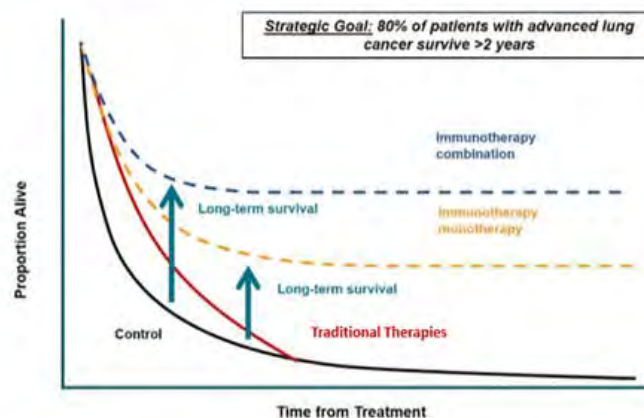 Strategic Goal: 80% of patients with advanced lung
cancer survive >2 years
Immunotherapy
combination
Long-term survival
Immunotherapy
monotherapy
Long-term survival
Control
Traditional Therapies
Proportion Alive
Time from Treatment